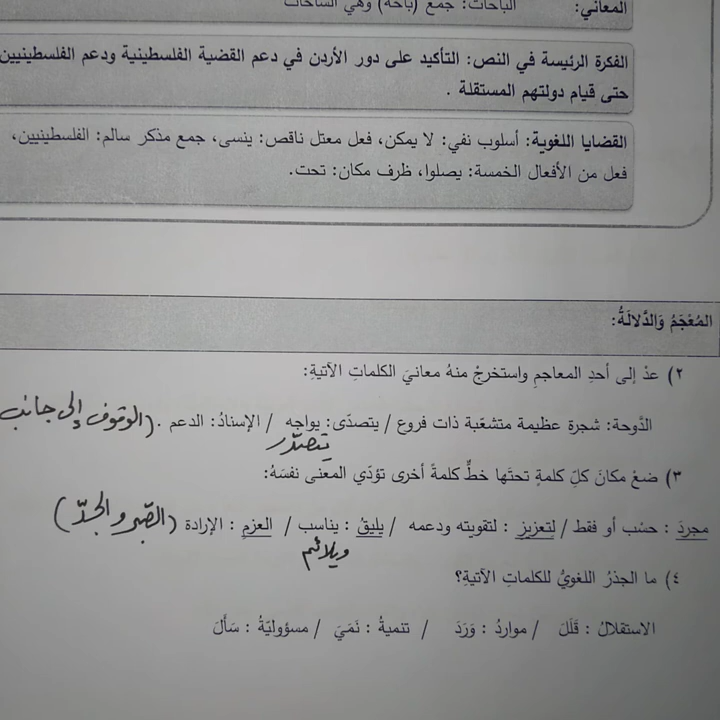 المعاني: الباحات: جمع (باحة) وهي الساحات
الفكرة الرئيسة في النص: التأكيد على دور الأردن في دعم القضية الفلسطينية ودعم الفلسطينيين
حتى قيام دولتهم المستقلة .
القضايا اللغوية: أسلوب نفي: لا يمكن، فعل معتل ناقص: ينسى، جمع مذكر سالم: الفلسطينيين،
فعل من الأفعال الخمسة: يصلوا، ظرف مكان: تحت.
المُعْجَمُ وَالدَّلالَةُ:
٢) عدْ إلى أحدِ المعاجمِ واستخرجْ منهُ معانيَ الكلماتِ الآتيةِ:
الدَّوحة: شجرة عظيمة متشعّبة ذات فروع / يتصدّى: يواجه / الإسنادُ: الدعم . (الوقوف إلى جانب
يتصدّر
٣) ضعْ مكانَ كلِّ كلمةٍ تحتَها خطٌّ كلمةً أخرى تؤدّي المعنى نفسَهُ:
مجردَ : حسْب أو فقط / لتعزيزِ : لتقويته ودعمه / يليقُ : يناسب / العزمِ : الإرادة (الصّبر والجدّ)
ويلائم
٤) ما الجذرُ اللغويُّ للكلماتِ الآتيةِ؟
الاستقلالُ : قَلَلَ / مواردُ : وَرَدَ / تنميةُ : نَمَيَ / مسؤوليّةُ : سَأَلَ